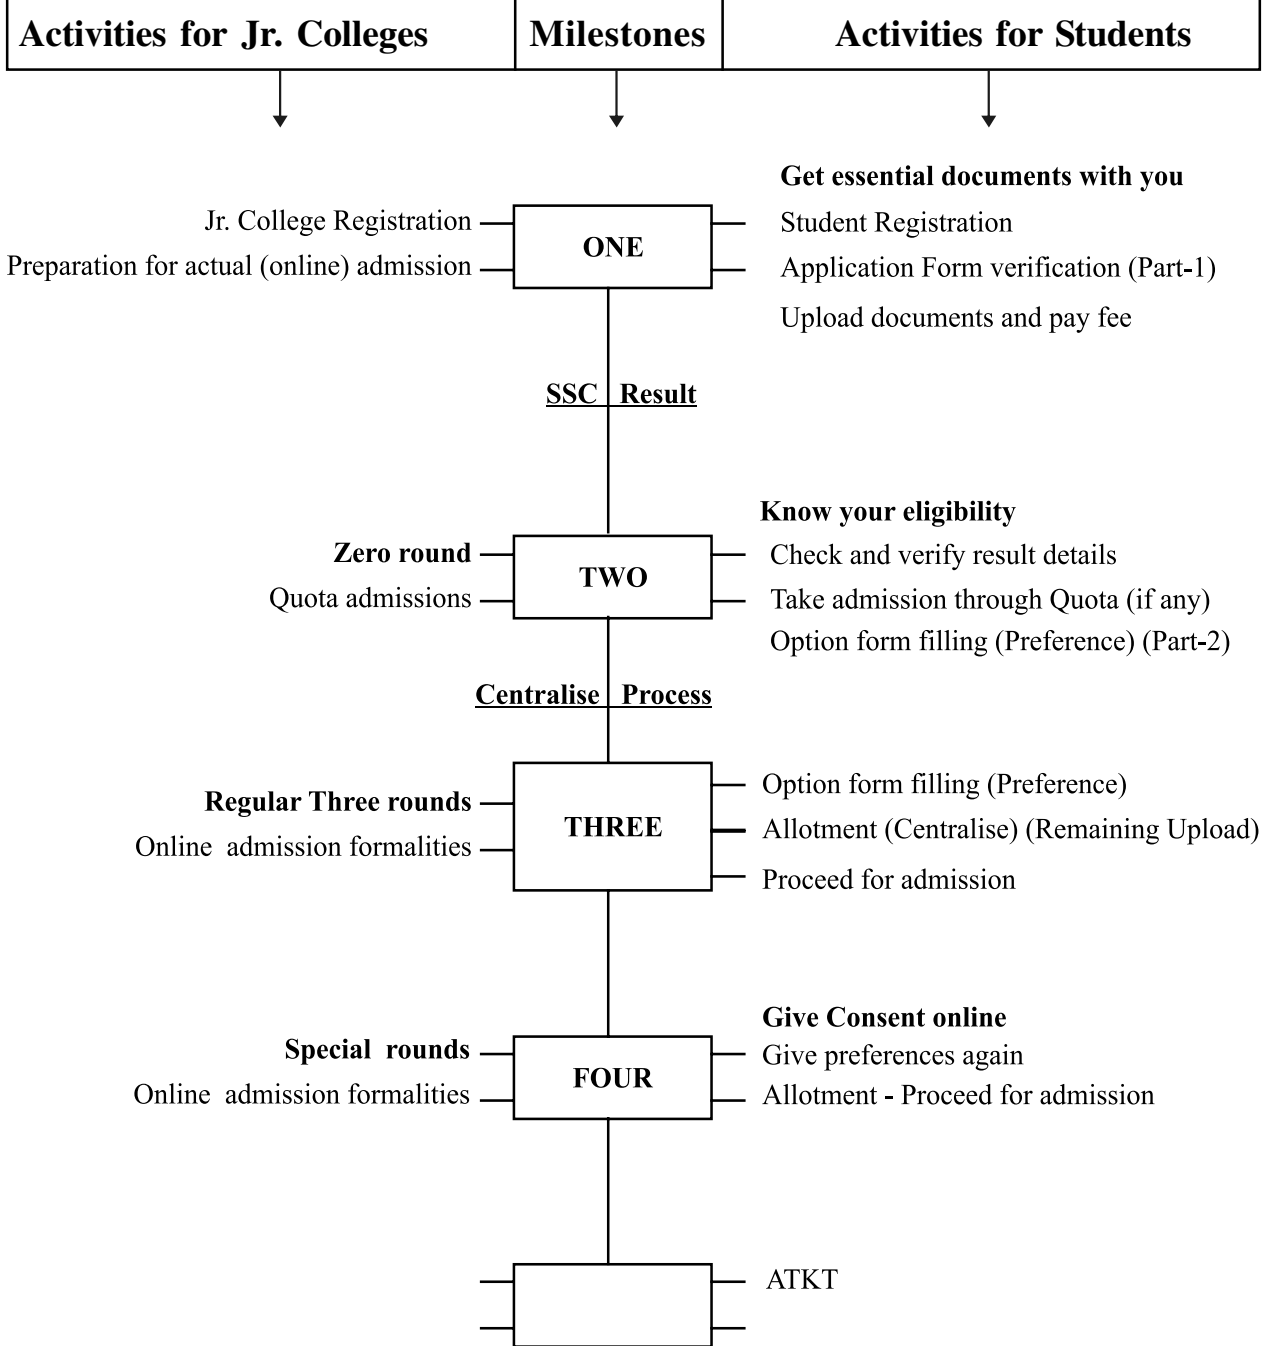 Activities for Jr. Colleges
Milestones
Activities for Students
Get essential documents with you
Jr. College Registration
ONE
Student Registration
Preparation for actual (online) admission
Application Form verification (Part-1)
Upload documents and pay fee
SSC Result
Know your eligibility
Zero round
TWO
Check and verify result details
Quota admissions
Take admission through Quota (if any)
Option form filling (Preference) (Part-2)
Centralise Process
Regular Three rounds
THREE
Option form filling (Preference)
Online admission formalities
Allotment (Centralise) (Remaining Upload)
Proceed for admission
Give Consent online
Special rounds
FOUR
Give preferences again
Online admission formalities
Allotment - Proceed for admission
ATKT